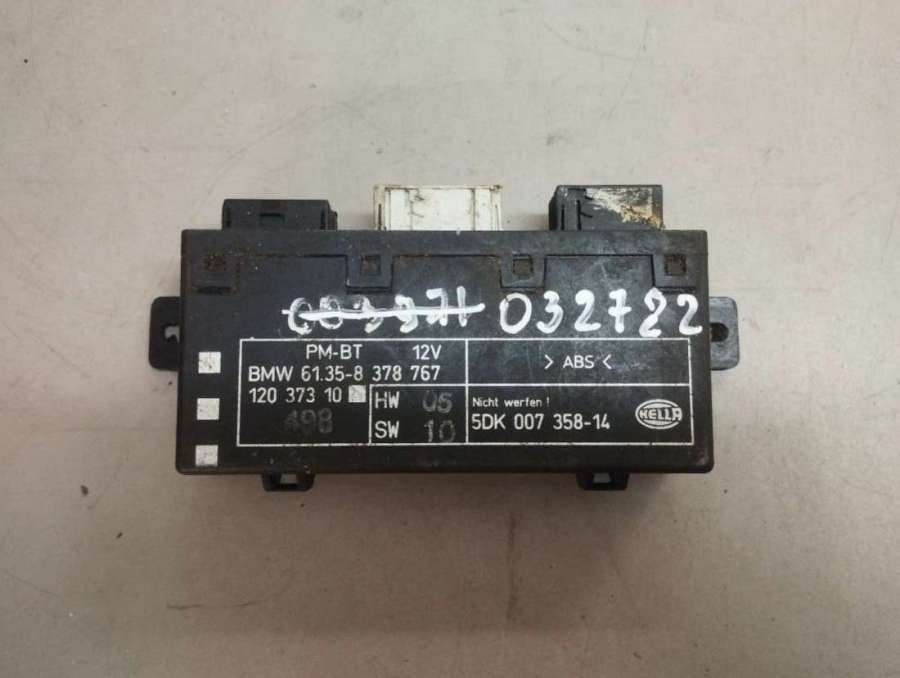 032722
PM-BT 12V
BMW 61.35-8 378 767
120 373 10
498
HW 05
SW 10
> ABS <
Nicht werfen !
5DK 007 358-14
HELLA